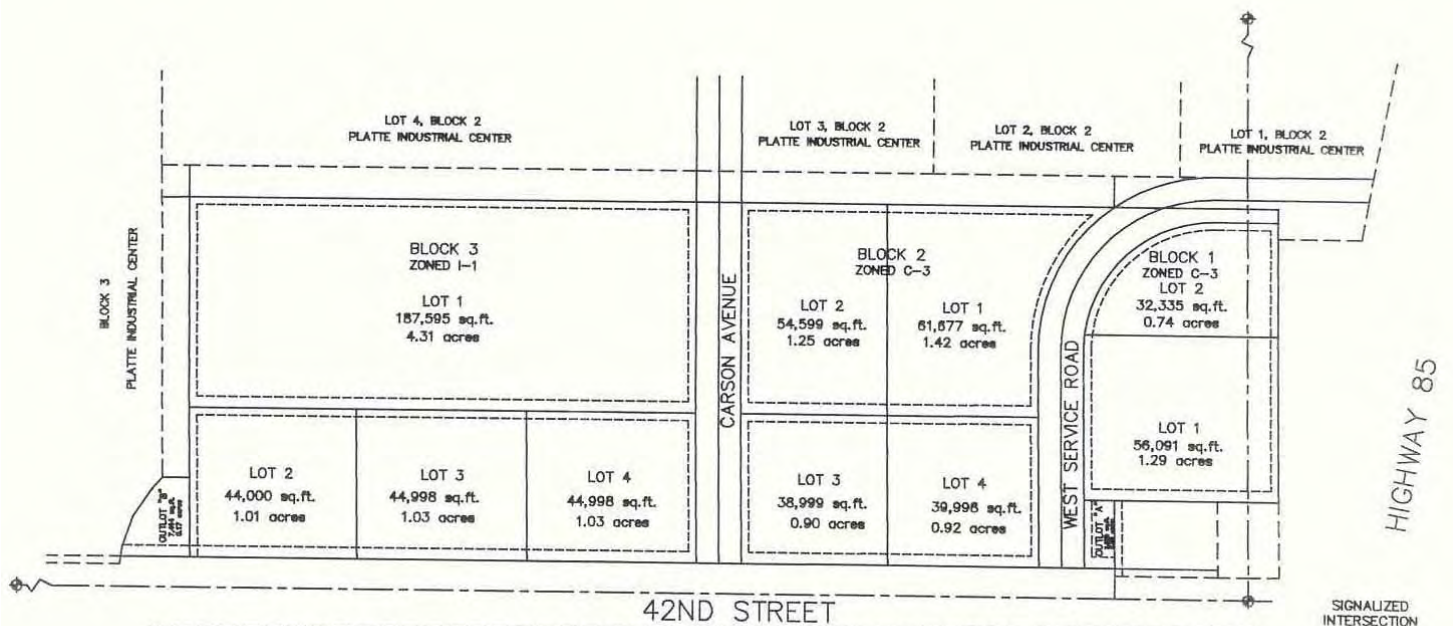 LOT 4, BLOCK 2
PLATTE INDUSTRIAL CENTER
LOT 3, BLOCK 2
PLATTE INDUSTRIAL CENTER
LOT 2, BLOCK 2
PLATTE INDUSTRIAL CENTER
LOT 1, BLOCK 2
PLATTE INDUSTRIAL CENTER
BLOCK 3
PLATTE INDUSTRIAL CENTER
BLOCK 3
ZONED I-1
LOT 1
187,595 sq.ft.
4.31 acres
CARSON AVENUE
BLOCK 2
ZONED C-3
LOT 2
54,599 sq.ft.
1.25 acres
LOT 1
61,677 sq.ft.
1.42 acres
WEST SERVICE ROAD
BLOCK 1
ZONED C-3
LOT 2
32,335 sq.ft.
0.74 acres
LOT 1
56,091 sq.ft.
1.29 acres
HIGHWAY 85
OUTLOT "B"
LOT 2
44,000 sq.ft.
1.01 acres
LOT 3
44,998 sq.ft.
1.03 acres
LOT 4
44,998 sq.ft.
1.03 acres
LOT 3
38,999 sq.ft.
0.90 acres
LOT 4
39,998 sq.ft.
0.92 acres
OUTLOT "A"
42ND STREET
SIGNALIZED
INTERSECTION